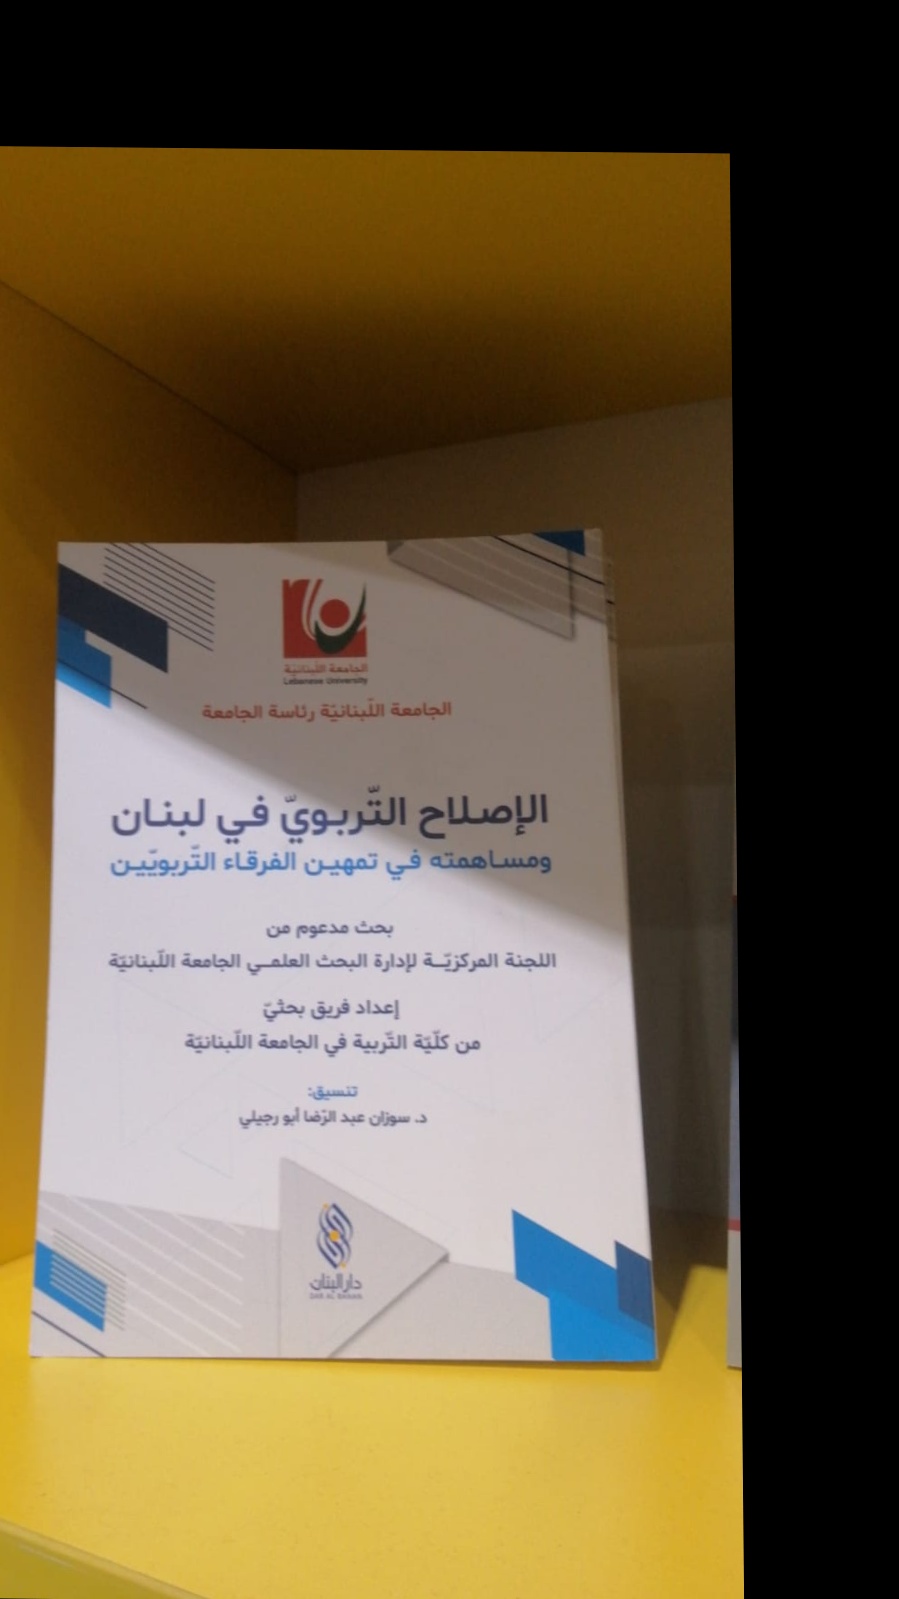 الجامعة اللّبنانيّة
Lebanese University
الجامعة اللّبنانيّة رئاسة الجامعة
الإصلاح التّربويّ في لبنان
ومساهمته في تمهين الفرقاء التّربويّين
بحث مدعوم من
اللجنة المركزيّة لإدارة البحث العلمي الجامعة اللّبنانيّة
إعداد فريق بحثيّ
من كلّيّة التّربية في الجامعة اللّبنانيّة
تنسيق:
د. سوزان عبد الرّضا أبو رجيلي
دار البنان
DAR AL BANAN